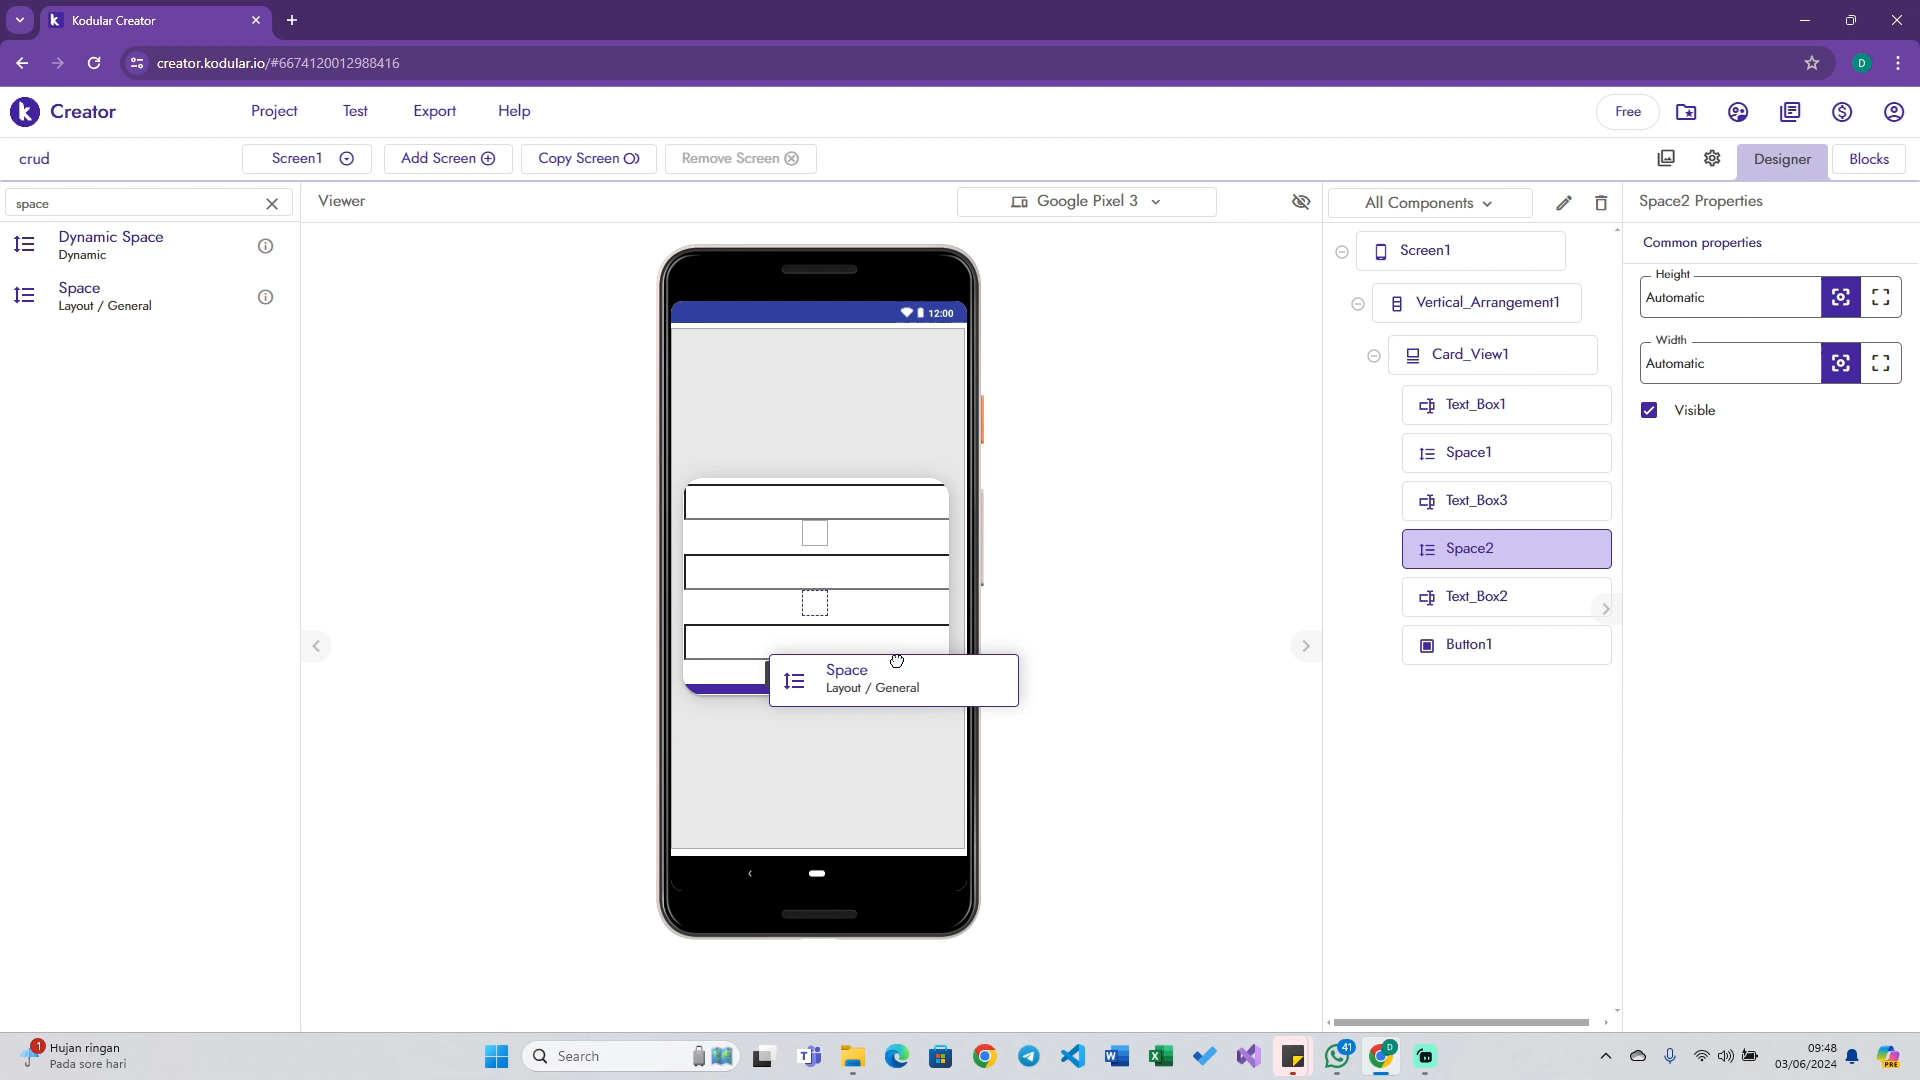 Kodular Creator
creator.kodular.io/#6674120012988416
D
k Creator
Project
Test
Export
Help
Free
crud
Screen1
Add Screen
Copy Screen
Remove Screen
Designer
Blocks
space
Viewer
Google Pixel 3
All Components
Space2 Properties
Dynamic Space
Dynamic
Space
Layout / General
12:00
Space
Layout / General
Screen1
Vertical_Arrangement1
Card_View1
Text_Box1
Space1
Text_Box3
Space2
Text_Box2
Button1
Common properties
Height
Automatic
Width
Automatic
Visible
1
Hujan ringan
Pada sore hari
Search
41
D
09:48
03/06/2024
PRE